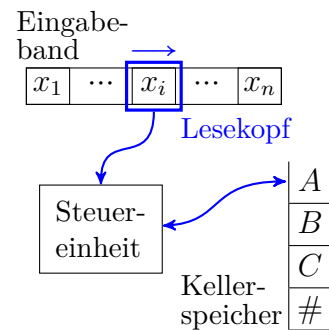 Eingabe-
band
x₁ ... xᵢ ... xₙ
Lesekopf
Steuer-
einheit
A
B
C
#
Keller-
speicher